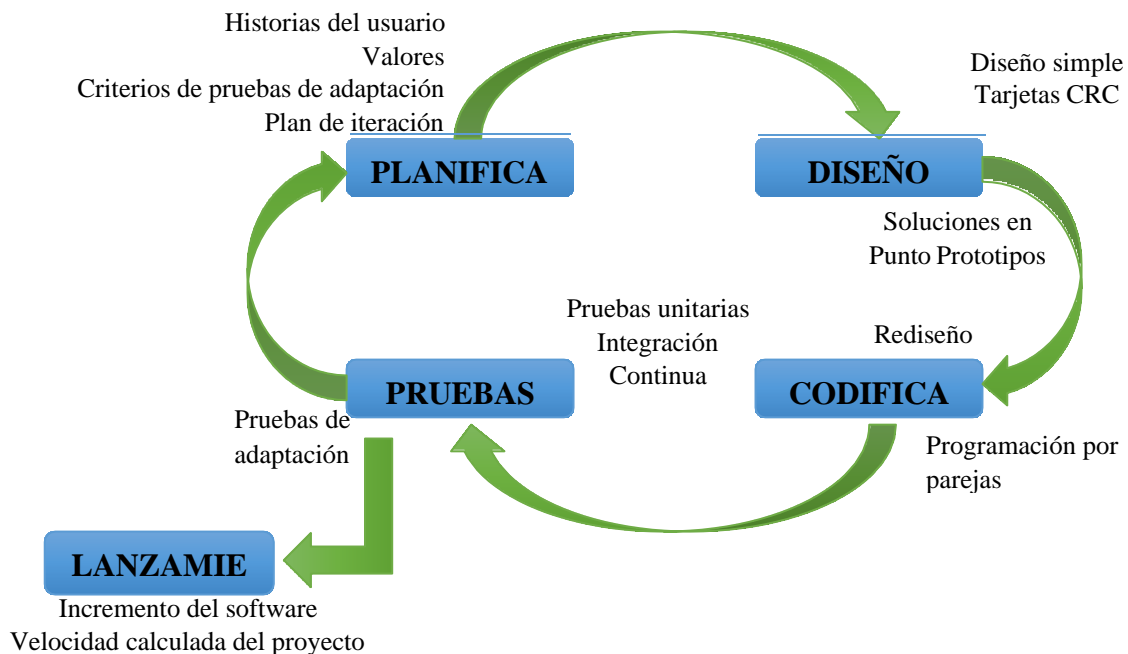 Historias del usuario
Valores
Criterios de pruebas de adaptación
Plan de iteración
PLANIFICA
Diseño simple
Tarjetas CRC
DISEÑO
Soluciones en
Punto Prototipos
Rediseño
CODIFICA
Programación por
parejas
Pruebas unitarias
Integración
Continua
PRUEBAS
Pruebas de
adaptación
LANZAMIE
Incremento del software
Velocidad calculada del proyecto